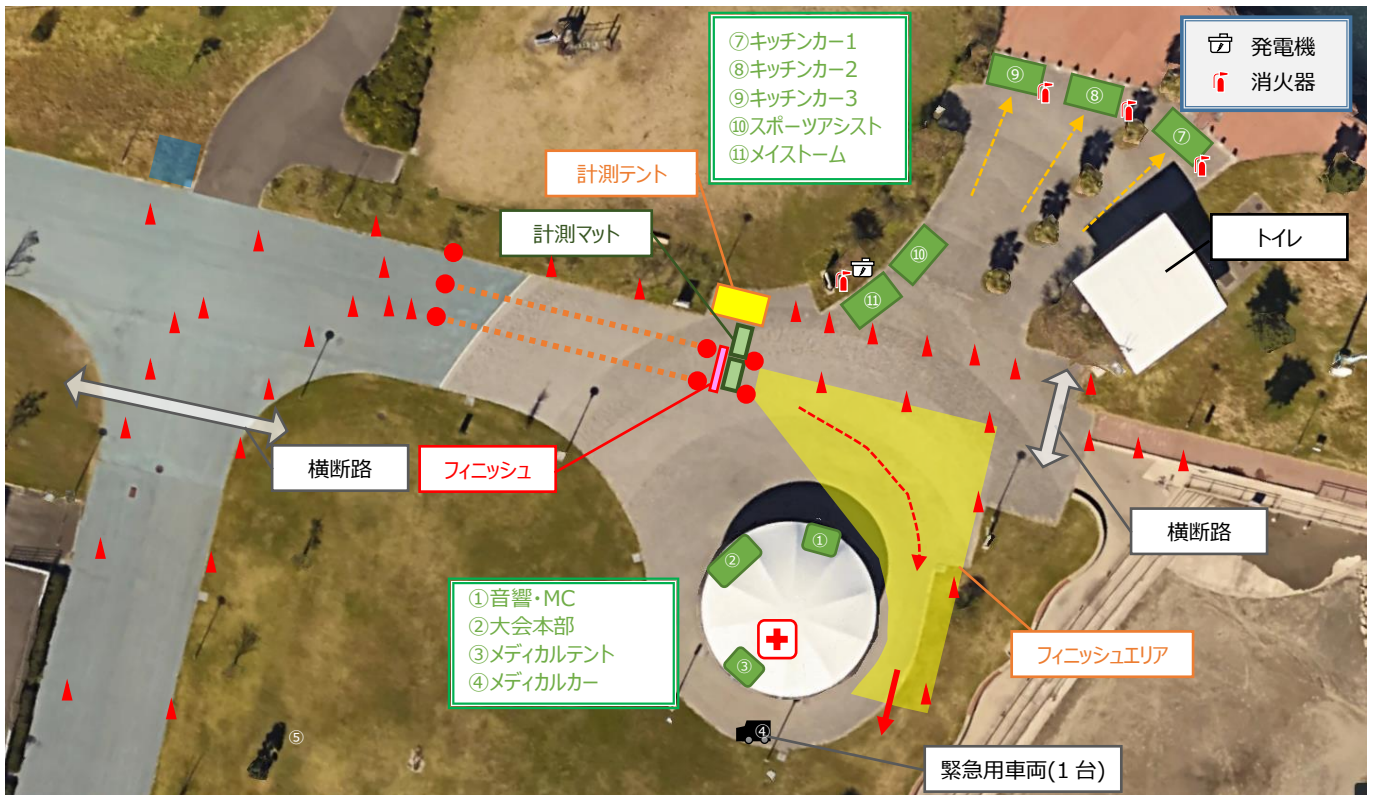 ⑦キッチンカー1
⑧キッチンカー2
⑨キッチンカー3
⑩スポーツアシスト
⑪メイストーム
発電機
消火器
⑨
⑧
⑦
計測テント
計測マット
トイレ
⑩
⑪
横断路
フィニッシュ
横断路
①
②
③
①音響・MC
②大会本部
③メディカルテント
④メディカルカー
フィニッシュエリア
④
⑤
緊急用車両(1台)